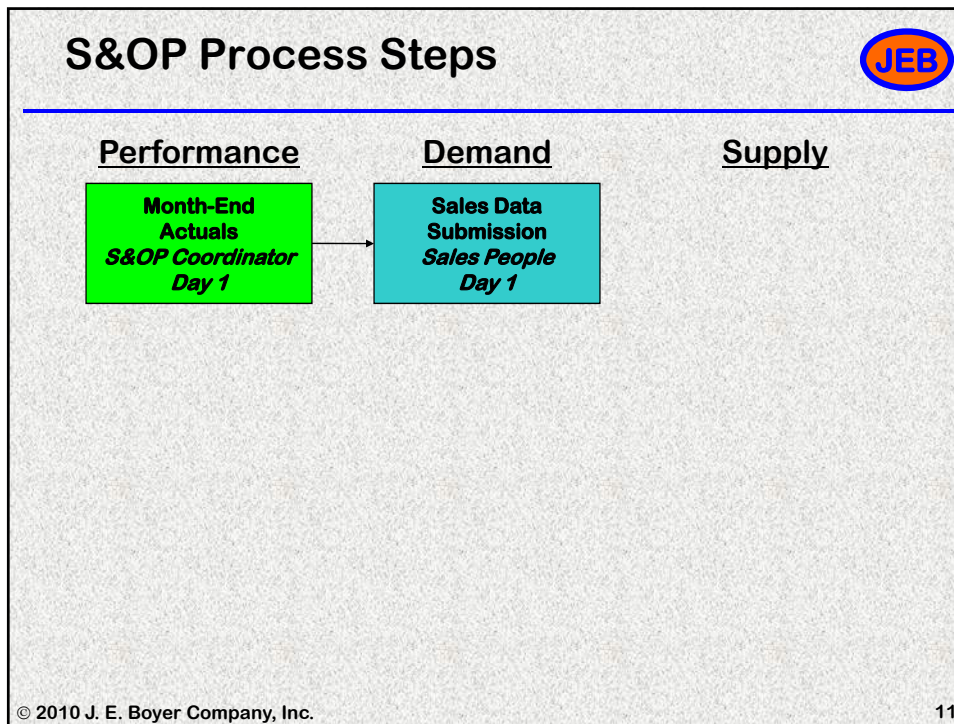 S&OP Process Steps
JEB
Performance
Demand
Supply
Month-End
Actuals
S&OP Coordinator
Day 1
Sales Data
Submission
Sales People
Day 1
© 2010 J. E. Boyer Company, Inc.
11